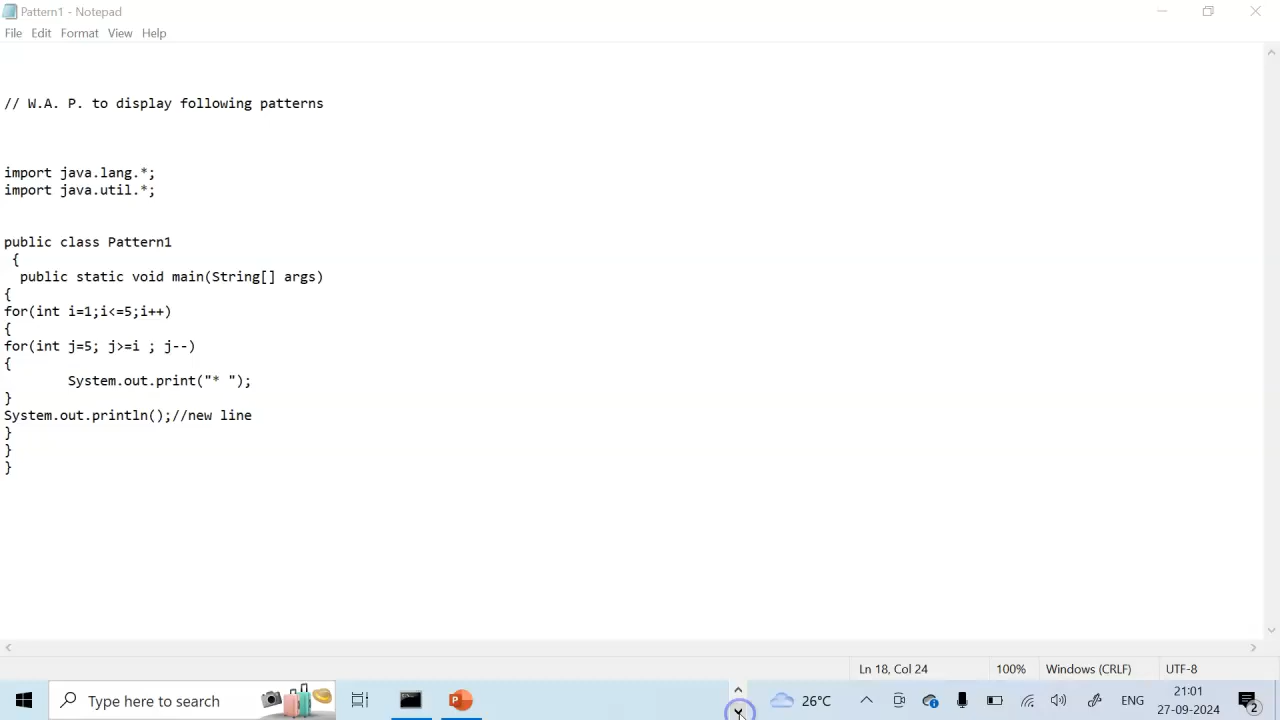 Pattern1 - Notepad
File Edit Format View Help
// W.A. P. to display following patterns
import java.lang.*;
import java.util.*;
public class Pattern1
{
public static void main(String[] args)
{
for(int i=1;i<=5;i++)
{
for(int j=5; j>=i ; j--)
{
System.out.print("* ");
}
System.out.println();//new line
}
}
}
Ln 18, Col 24 100% Windows (CRLF) UTF-8
Type here to search 26°C ENG 21:01
27-09-2024 2